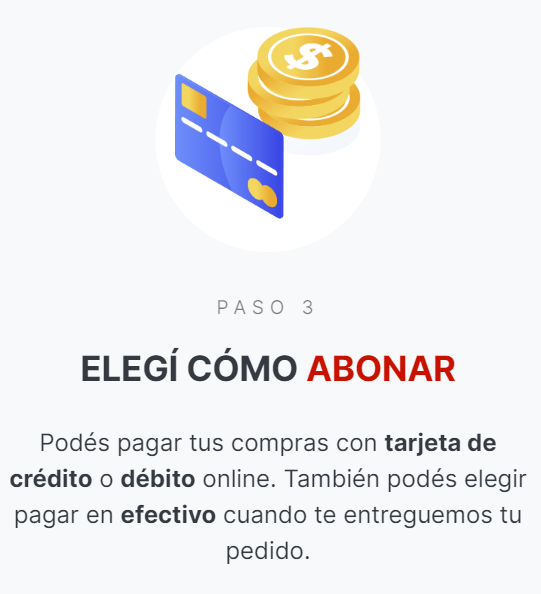 $
PASO 3
ELEGÍ CÓMO ABONAR
Podés pagar tus compras con tarjeta de
crédito o débito online. También podés elegir
pagar en efectivo cuando te entreguemos tu
pedido.